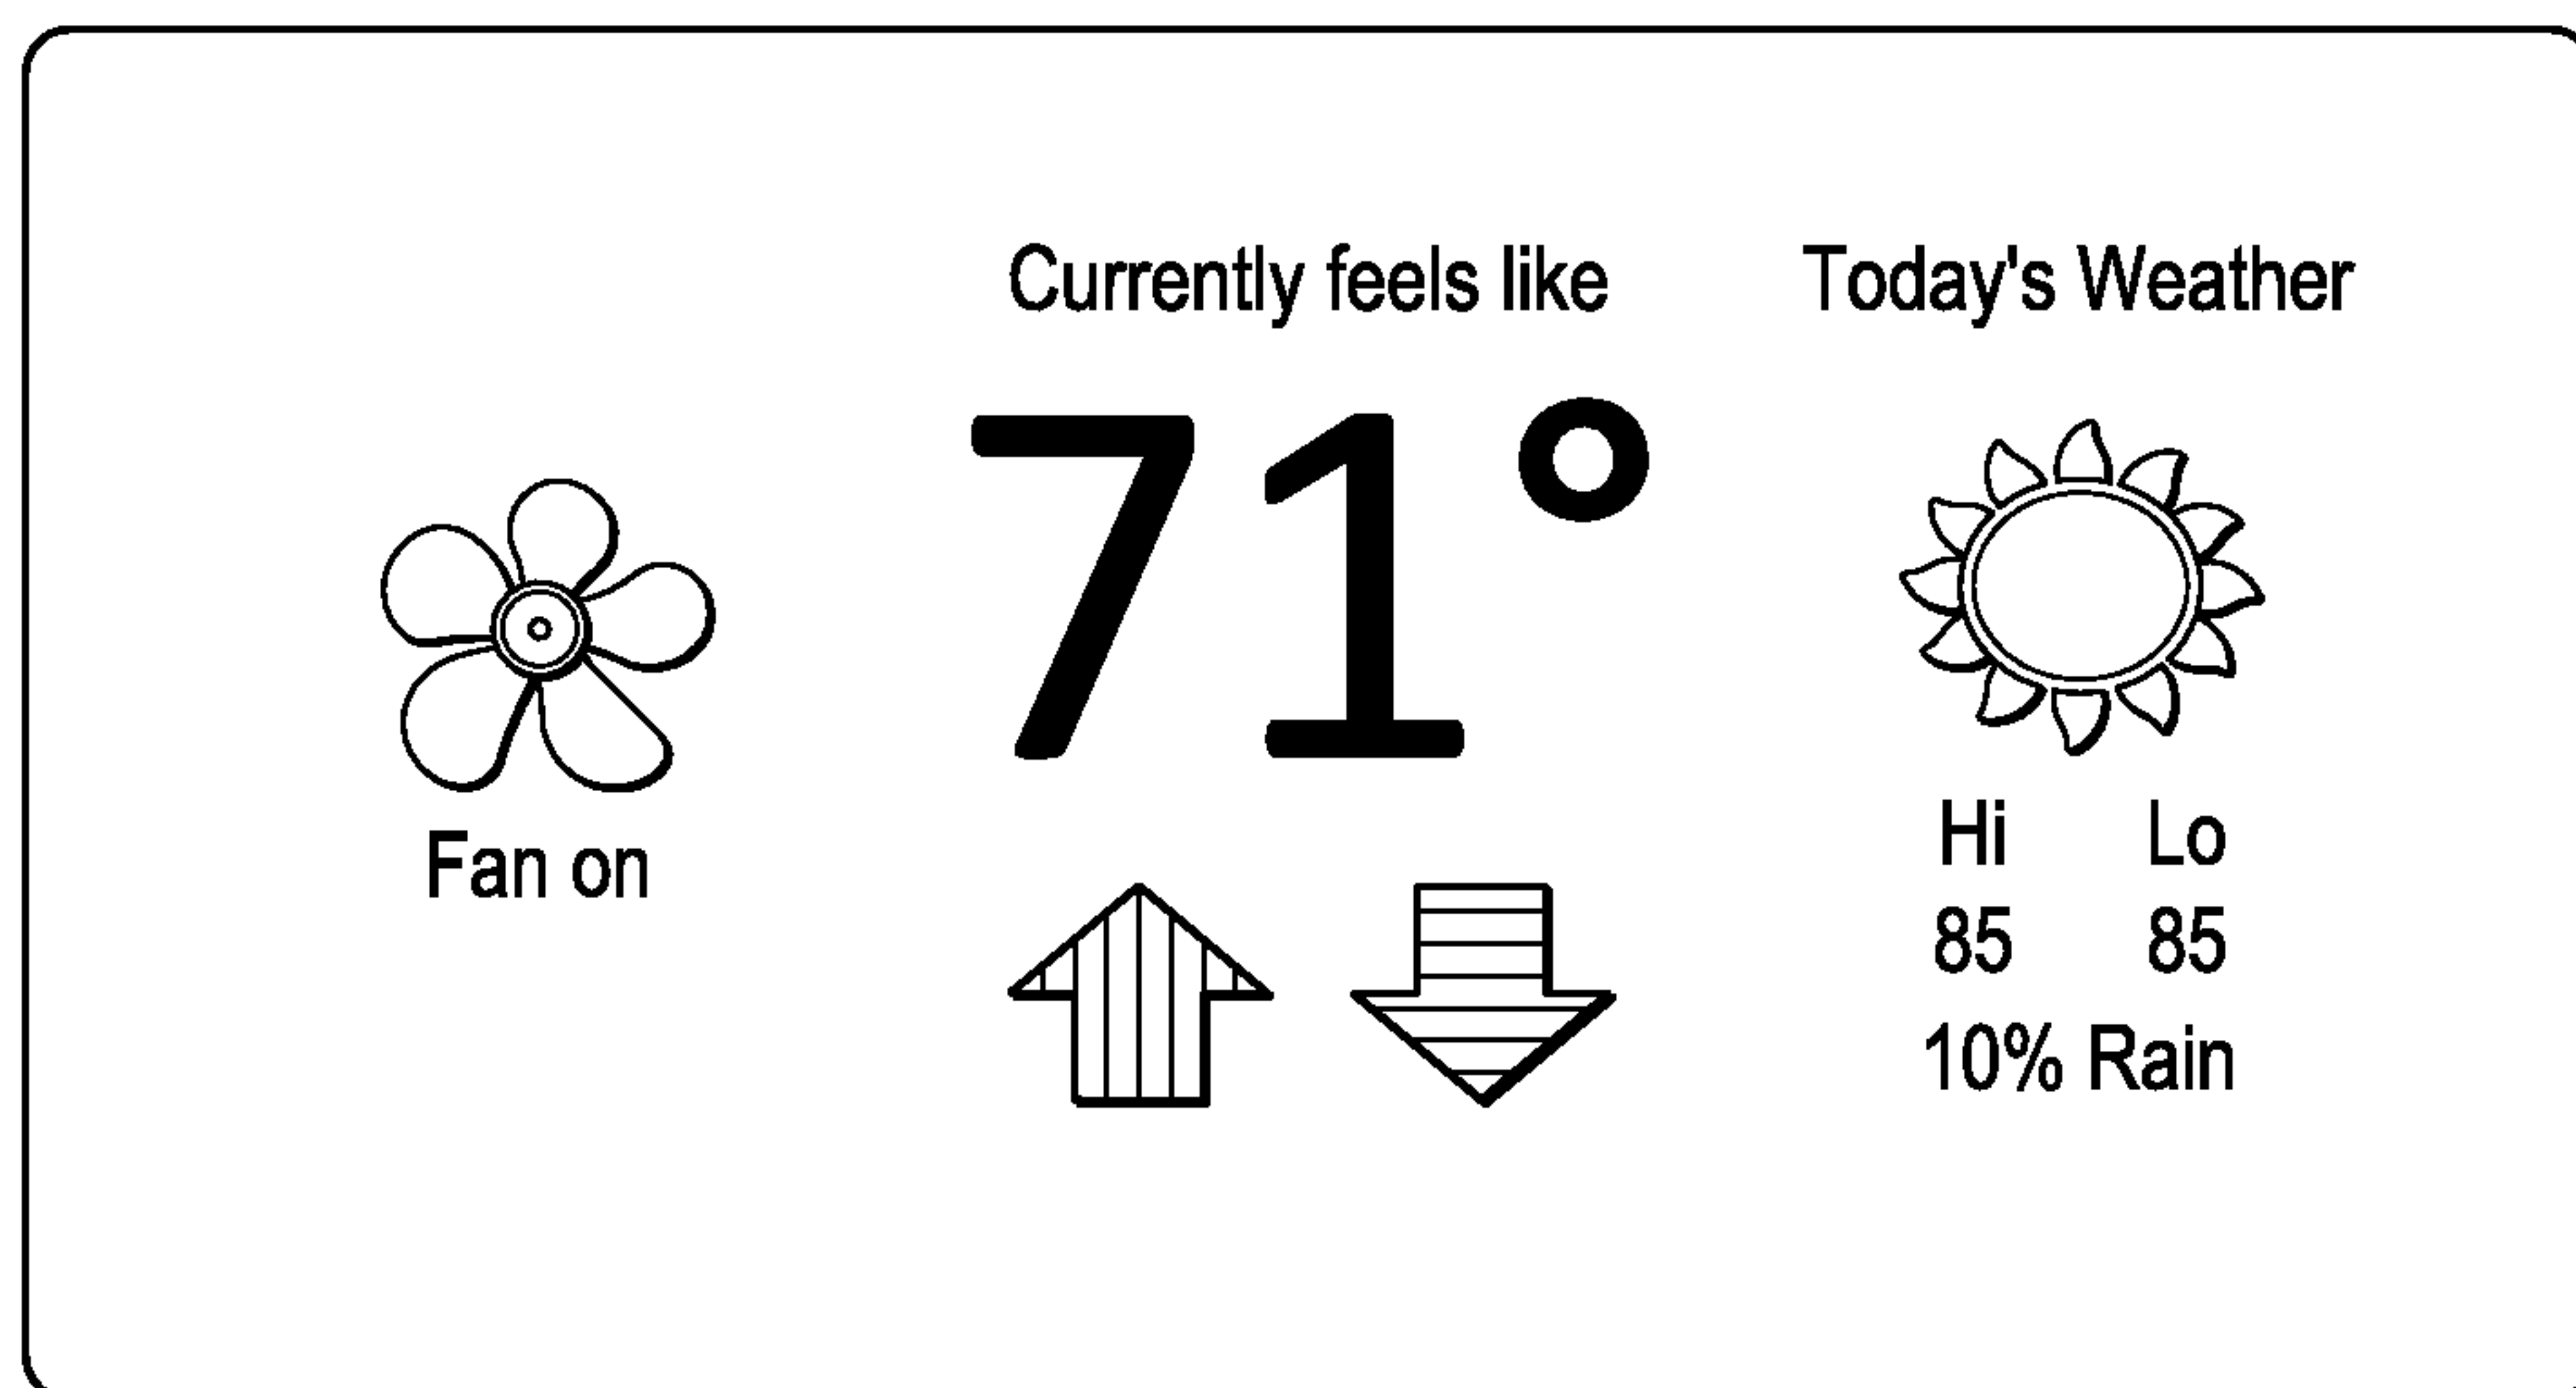 Currently feels like
71°
Fan on
Today's Weather
Hi Lo
85 85
10% Rain